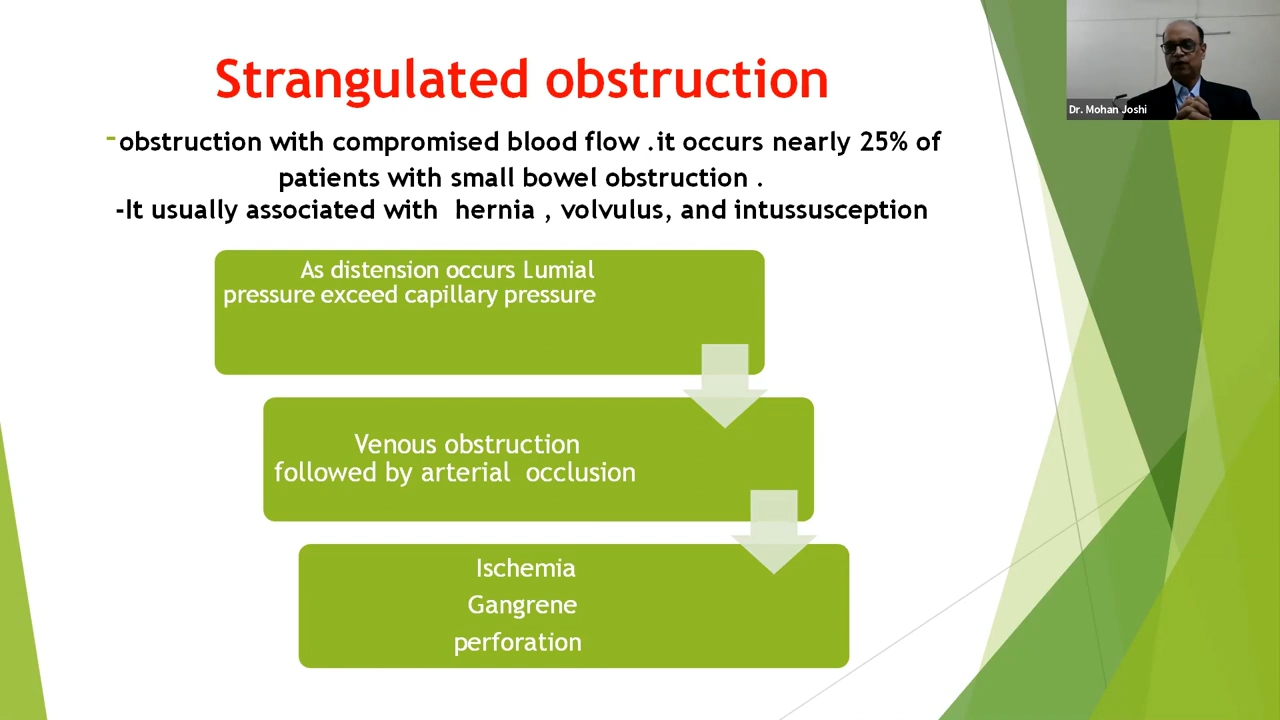 Strangulated obstruction
-obstruction with compromised blood flow .it occurs nearly 25% of
patients with small bowel obstruction .
-It usually associated with hernia , volvulus, and intussusception
As distension occurs Lumial
pressure exceed capillary pressure
Venous obstruction
followed by arterial occlusion
Ischemia
Gangrene
perforation
Dr. Mohan Joshi